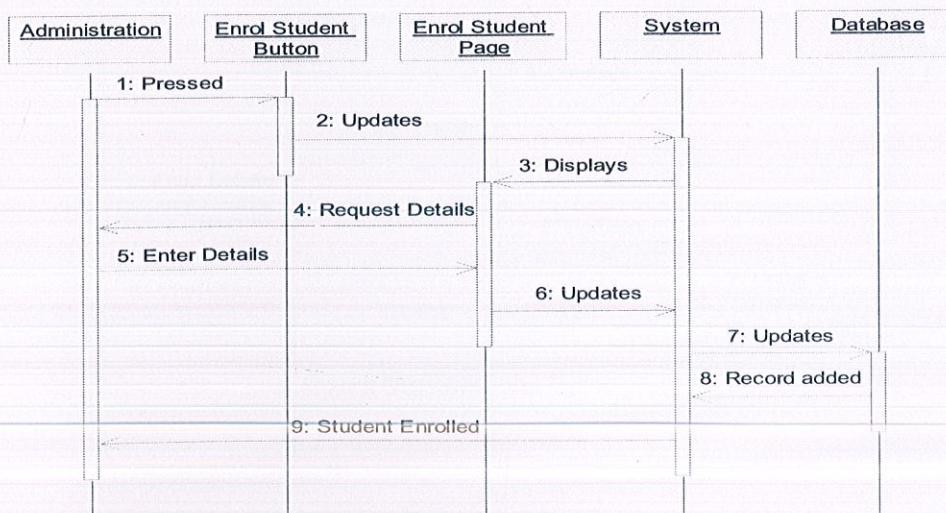 Administration
Enrol Student
Button
Enrol Student
Page
System
Database
1: Pressed
2: Updates
3: Displays
4: Request Details
5: Enter Details
6: Updates
7: Updates
8: Record added
9: Student Enrolled